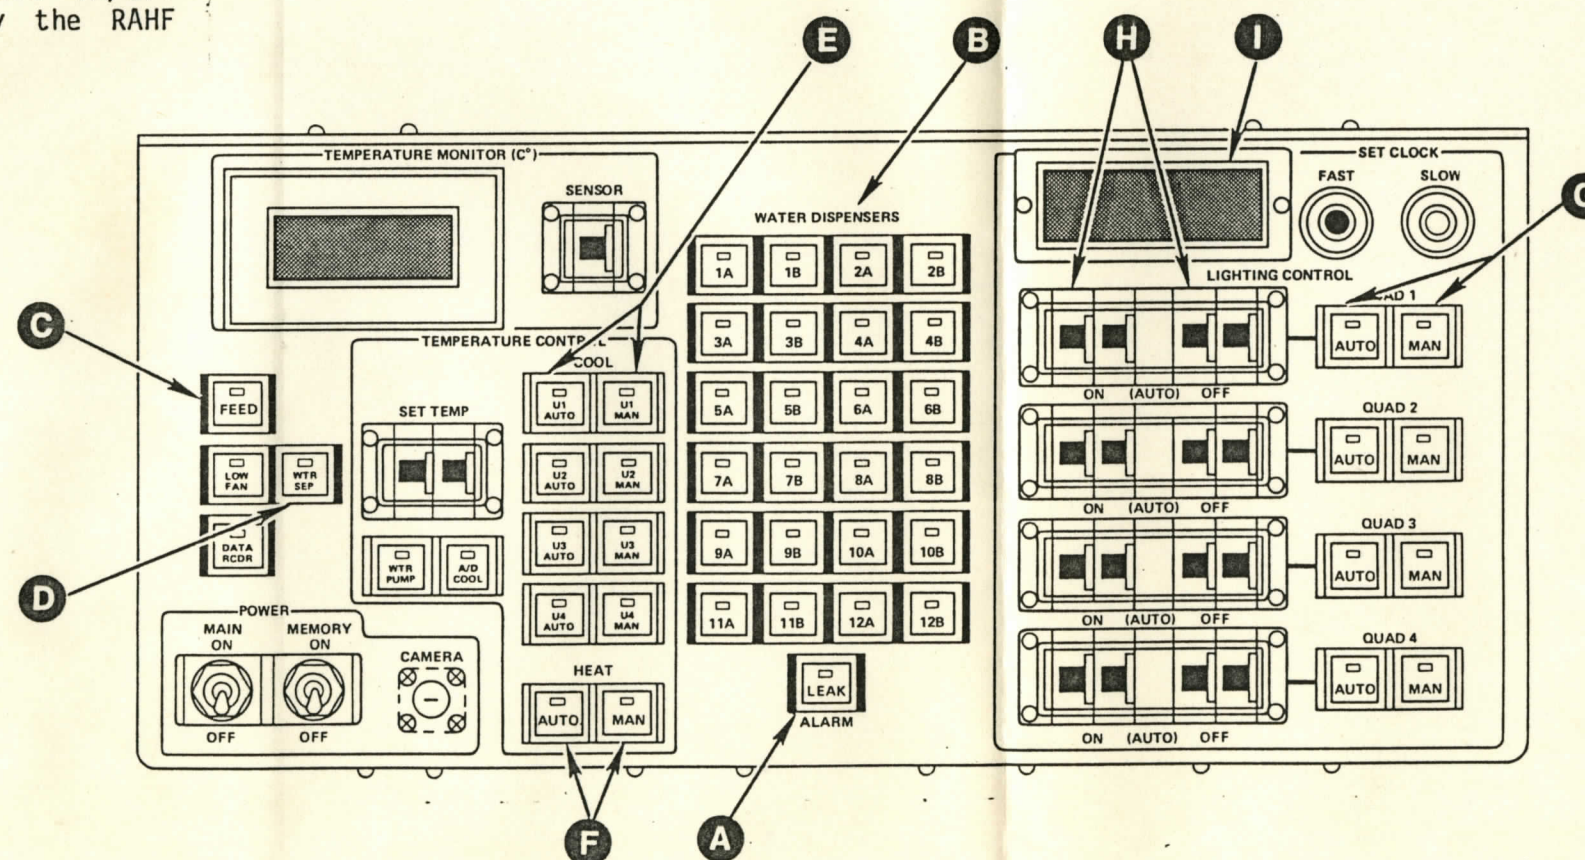 the RAHF
E
B
H
I
TEMPERATURE MONITOR (C°)
SENSOR
WATER DISPENSERS
1A 1B 2A 2B
3A 3B 4A 4B
5A 5B 6A 6B
7A 7B 8A 8B
9A 9B 10A 10B
11A 11B 12A 12B
LEAK
ALARM
A
SET CLOCK
FAST
SLOW
LIGHTING CONTROL
1
AUTO MAN
ON (AUTO) OFF
QUAD 2
AUTO MAN
ON (AUTO) OFF
QUAD 3
AUTO MAN
ON (AUTO) OFF
QUAD 4
AUTO MAN
ON (AUTO) OFF
C
FEED
LOW FAN
WTR SEP
DATA RCDR
D
TEMPERATURE
COOL
SET TEMP
U1 AUTO
U1 MAN
U2 AUTO
U2 MAN
U3 AUTO
U3 MAN
U4 AUTO
U4 MAN
WTR PUMP
A/D COOL
HEAT
AUTO
MAN
F
POWER
MAIN
ON
OFF
MEMORY
ON
OFF
CAMERA